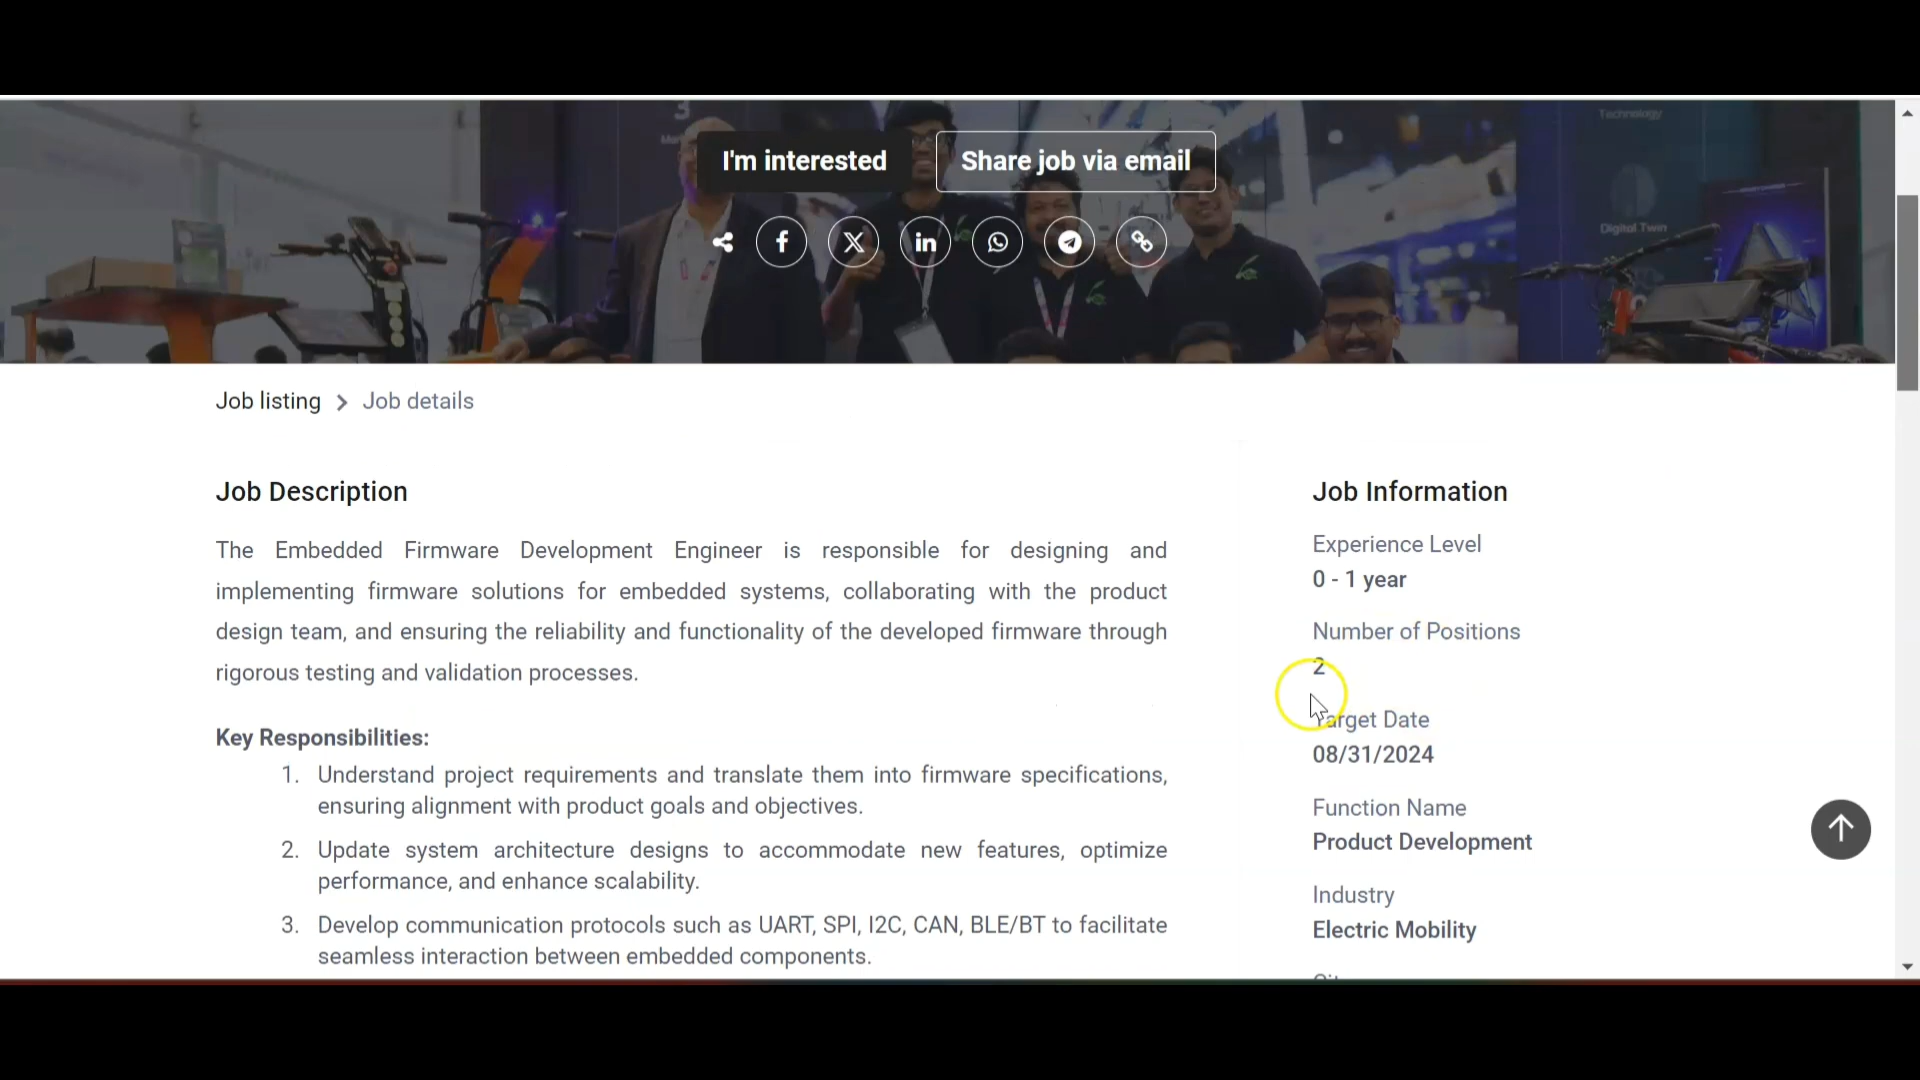 3
Technology
I'm interested
Share job via email
Digital Twin
Job listing > Job details
Job Description
The Embedded Firmware Development Engineer is responsible for designing and
implementing firmware solutions for embedded systems, collaborating with the product
design team, and ensuring the reliability and functionality of the developed firmware through
rigorous testing and validation processes.
Key Responsibilities:
1. Understand project requirements and translate them into firmware specifications,
ensuring alignment with product goals and objectives.
2. Update system architecture designs to accommodate new features, optimize
performance, and enhance scalability.
3. Develop communication protocols such as UART, SPI, I2C, CAN, BLE/BT to facilitate
seamless interaction between embedded components.
Job Information
Experience Level
0 - 1 year
Number of Positions
2
Target Date
08/31/2024
Function Name
Product Development
Industry
Electric Mobility